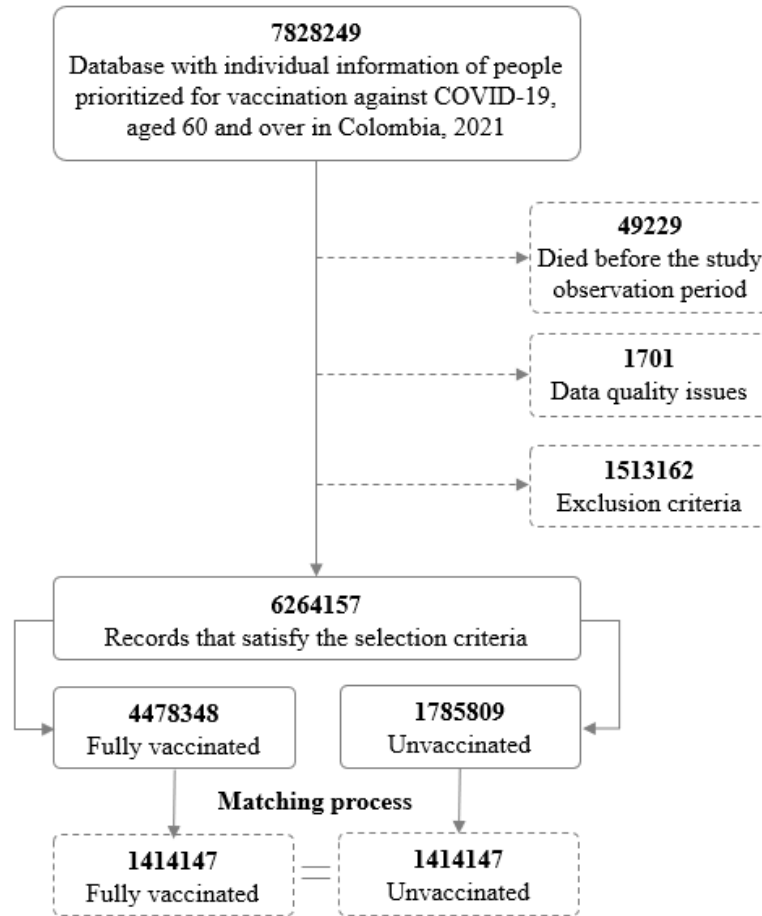 7828249
Database with individual information of people
prioritized for vaccination against COVID-19,
aged 60 and over in Colombia, 2021
49229
Died before the study
observation period
1701
Data quality issues
1513162
Exclusion criteria
6264157
Records that satisfy the selection criteria
4478348
Fully vaccinated
1785809
Unvaccinated
Matching process
1414147
Fully vaccinated
1414147
Unvaccinated